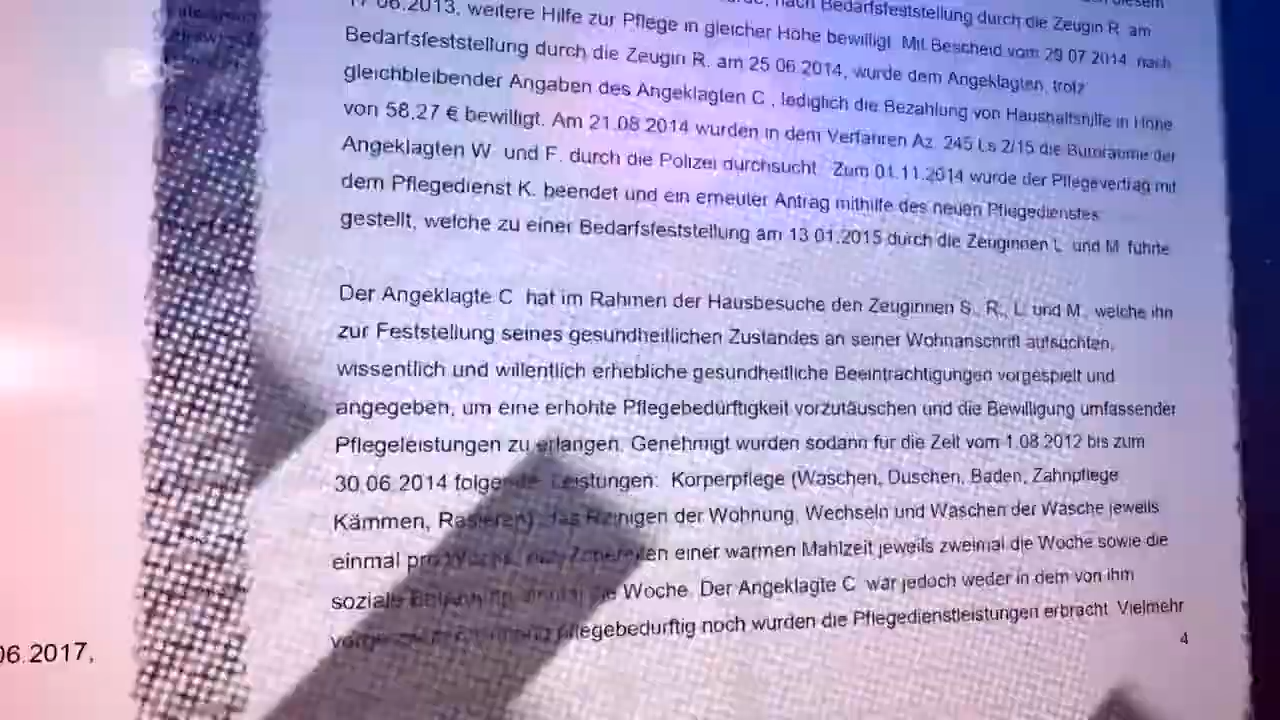 nach Bedarfsfeststellung durch die Zeugin R. am
06.2013, weitere Hilfe zur Pflege in gleicher Höhe bewilligt. Mit Bescheid vom 29.07.2014, nach
Bedarfsfeststellung durch die Zeugin R. am 25.06.2014, wurde dem Angeklagten, trotz
gleichbleibender Angaben des Angeklagten C., lediglich die Bezahlung von Haushaltshilfe in Höhe
von 58,27 € bewilligt. Am 21.08.2014 wurden in dem Verfahren Az. 245 Ls 2/15 die Büroräume der
Angeklagten W. und F. durch die Polizei durchsucht. Zum 01.11.2014 wurde der Pflegevertrag mit
dem Pflegedienst K. beendet und ein erneuter Antrag mithilfe des neuen Pflegedienstes
gestellt, welche zu einer Bedarfsfeststellung am 13.01.2015 durch die Zeuginnen L. und M. führte.
Der Angeklagte C. hat im Rahmen der Hausbesuche den Zeuginnen S., R., L. und M., welche ihn
zur Feststellung seines gesundheitlichen Zustandes an seiner Wohnanschrift aufsuchten,
wissentlich und willentlich erhebliche gesundheitliche Beeinträchtigungen vorgespielt und
angegeben, um eine erhöhte Pflegebedürftigkeit vorzutäuschen und die Bewilligung umfassender
Pflegeleistungen zu erlangen. Genehmigt wurden sodann für die Zeit vom 1.08.2012 bis zum
30.06.2014 folgende Leistungen: Körperpflege (Waschen, Duschen, Baden, Zahnpflege
Kämmen, Rasieren), das Reinigen der Wohnung, Wechseln und Waschen der Wäsche jeweils
einmal pro Woche, das Zubereiten einer warmen Mahlzeit jeweils zweimal die Woche sowie die
soziale Woche. Der Angeklagte C. war jedoch weder in dem von ihm
pflegebedürftig noch wurden die Pflegedienstleistungen erbracht. Vielmehr
4
06.2017,
ZDF